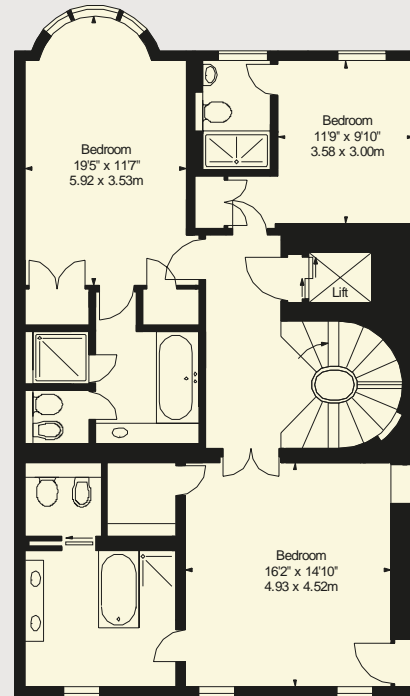 Bedroom
19'5" x 11'7"
5.92 x 3.53m
Bedroom
11'9" x 9'10"
3.58 x 3.00m
Lift
Bedroom
16'2" x 14'10"
4.93 x 4.52m